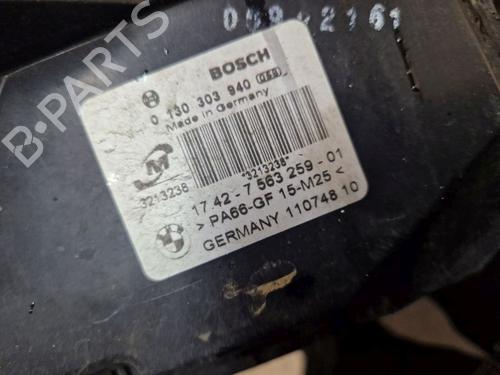 BOSCH
0 130 303 940
Made in Germany
*3213238*
3213238
17 42 - 7 563 259 - 01
> PA66-GF 15-M25 <
GERMANY 110748 10
B-PARTS